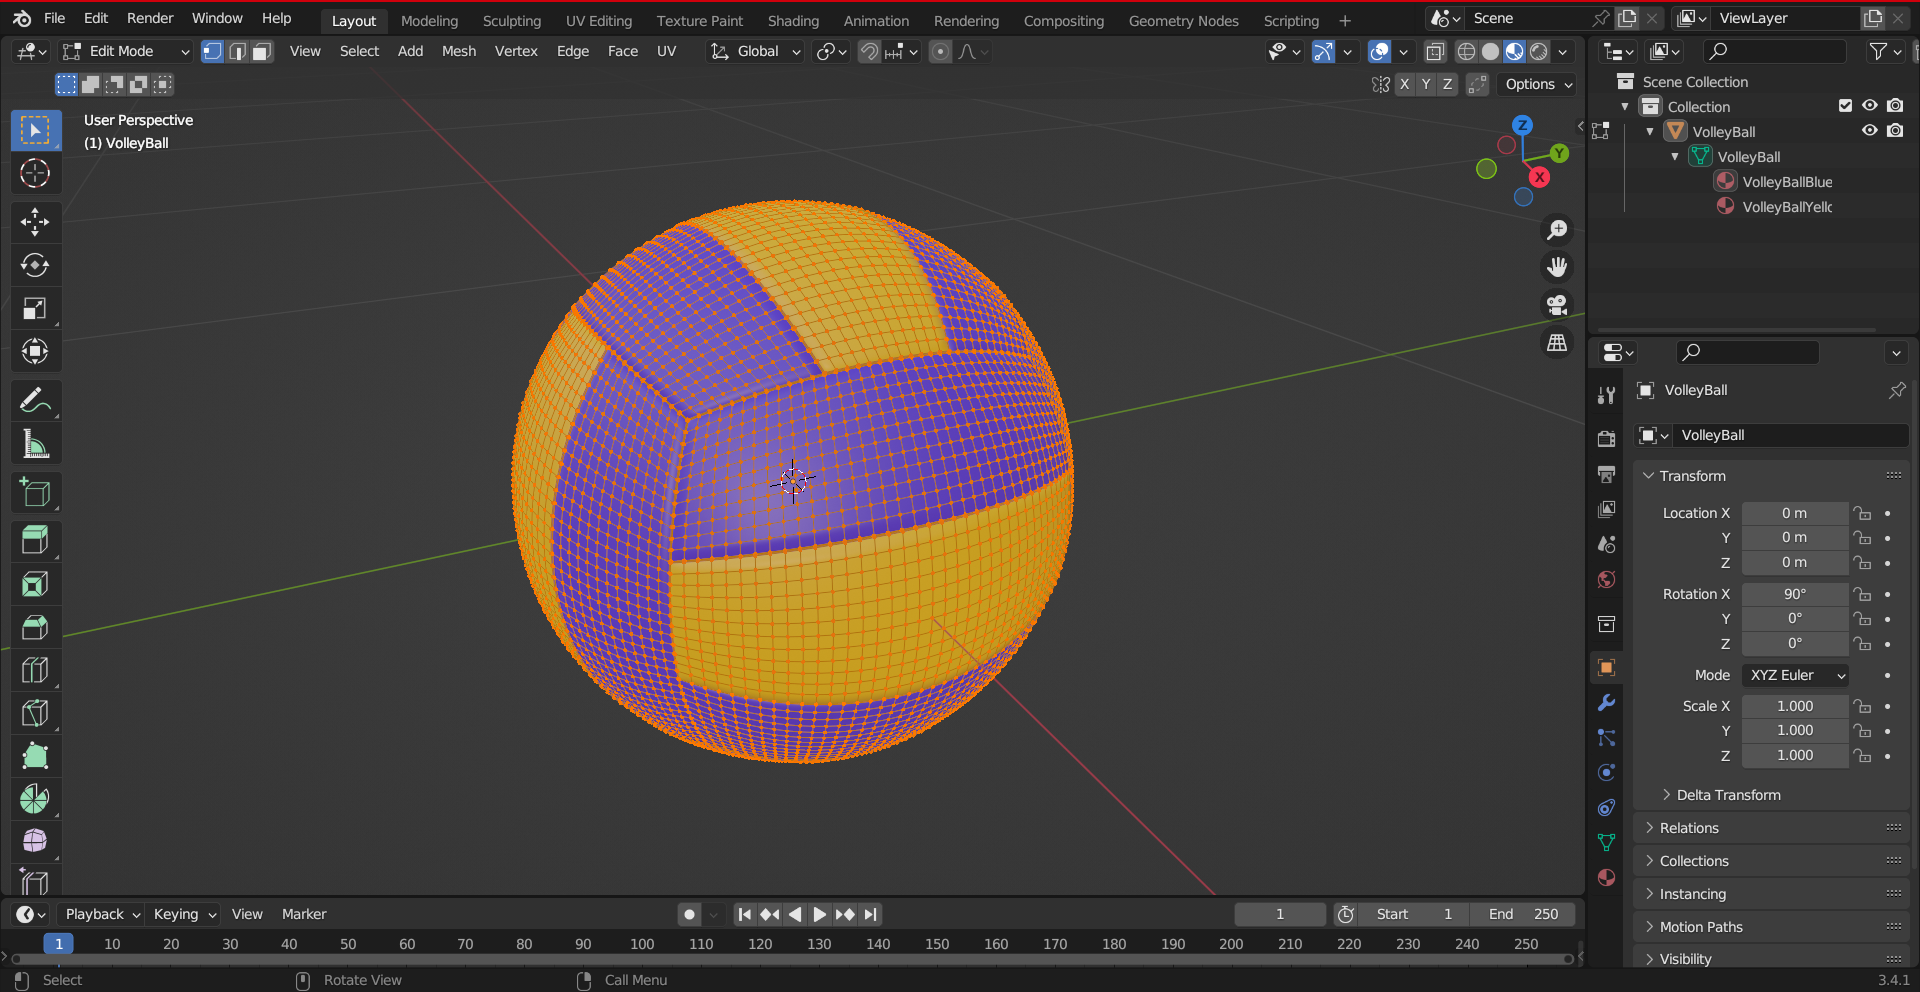 File Edit Render Window Help Layout Modeling Sculpting UV Editing Texture Paint Shading Animation Rendering Compositing Geometry Nodes Scripting + Scene ViewLayer
Edit Mode View Select Add Mesh Vertex Edge Face UV Global
X Y Z Options
User Perspective
(1) VolleyBall
Z
Y
X
Scene Collection
Collection
VolleyBall
VolleyBall
VolleyBallBlue
VolleyBallYello
VolleyBall
VolleyBall
Transform
Location X 0 m
Y 0 m
Z 0 m
Rotation X 90°
Y 0°
Z 0°
Mode XYZ Euler
Scale X 1.000
Y 1.000
Z 1.000
Delta Transform
Relations
Collections
Instancing
Motion Paths
Visibility
Playback Keying View Marker 1 Start 1 End 250
1 10 20 30 40 50 60 70 80 90 100 110 120 130 140 150 160 170 180 190 200 210 220 230 240 250
Select Rotate View Call Menu 3.4.1